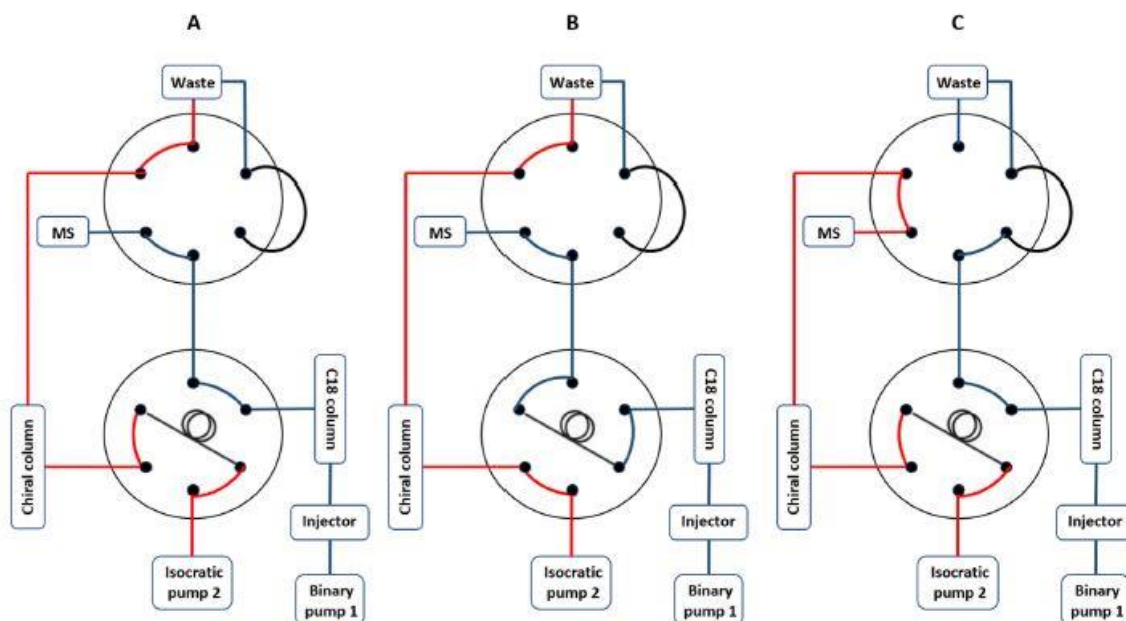 A
B
C
Waste
Waste
Waste
MS
MS
MS
C18 column
C18 column
C18 column
Chiral column
Chiral column
Chiral column
Injector
Injector
Injector
Isocratic
pump 2
Isocratic
pump 2
Isocratic
pump 2
Binary
pump 1
Binary
pump 1
Binary
pump 1